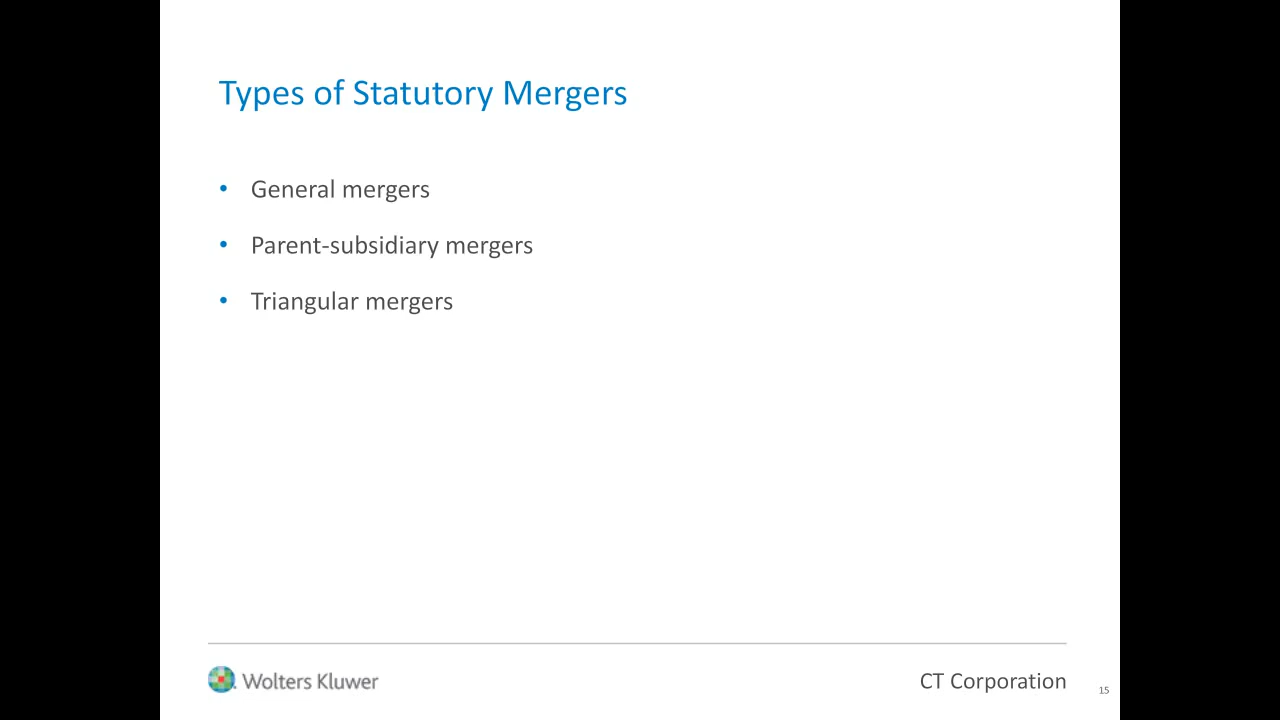 Types of Statutory Mergers
• General mergers
• Parent-subsidiary mergers
• Triangular mergers
Wolters Kluwer
CT Corporation
15